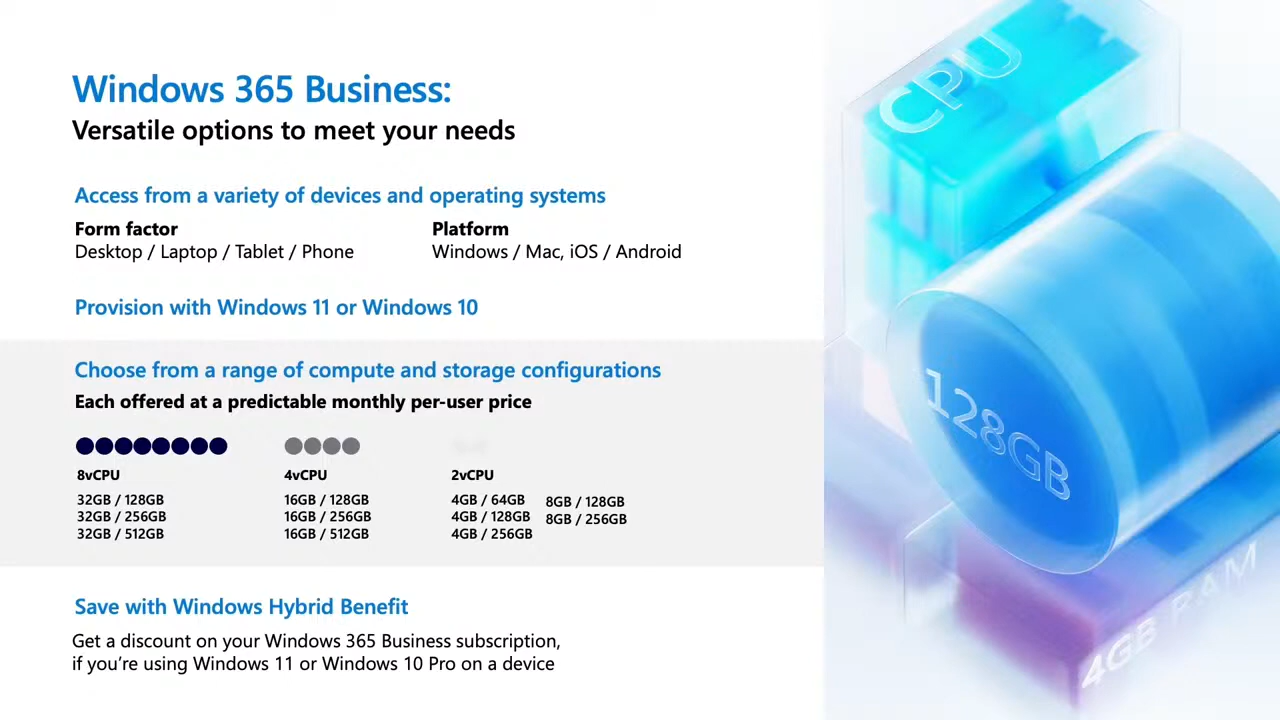 Windows 365 Business:
Versatile options to meet your needs
Access from a variety of devices and operating systems
Form factor
Desktop / Laptop / Tablet / Phone
Platform
Windows / Mac, iOS / Android
Provision with Windows 11 or Windows 10
Choose from a range of compute and storage configurations
Each offered at a predictable monthly per-user price
8vCPU
32GB / 128GB
32GB / 256GB
32GB / 512GB
4vCPU
16GB / 128GB
16GB / 256GB
16GB / 512GB
2vCPU
4GB / 64GB
4GB / 128GB
4GB / 256GB
8GB / 128GB
8GB / 256GB
Save with Windows Hybrid Benefit
Get a discount on your Windows 365 Business subscription,
if you’re using Windows 11 or Windows 10 Pro on a device
CPU
128GB
4GB RAM